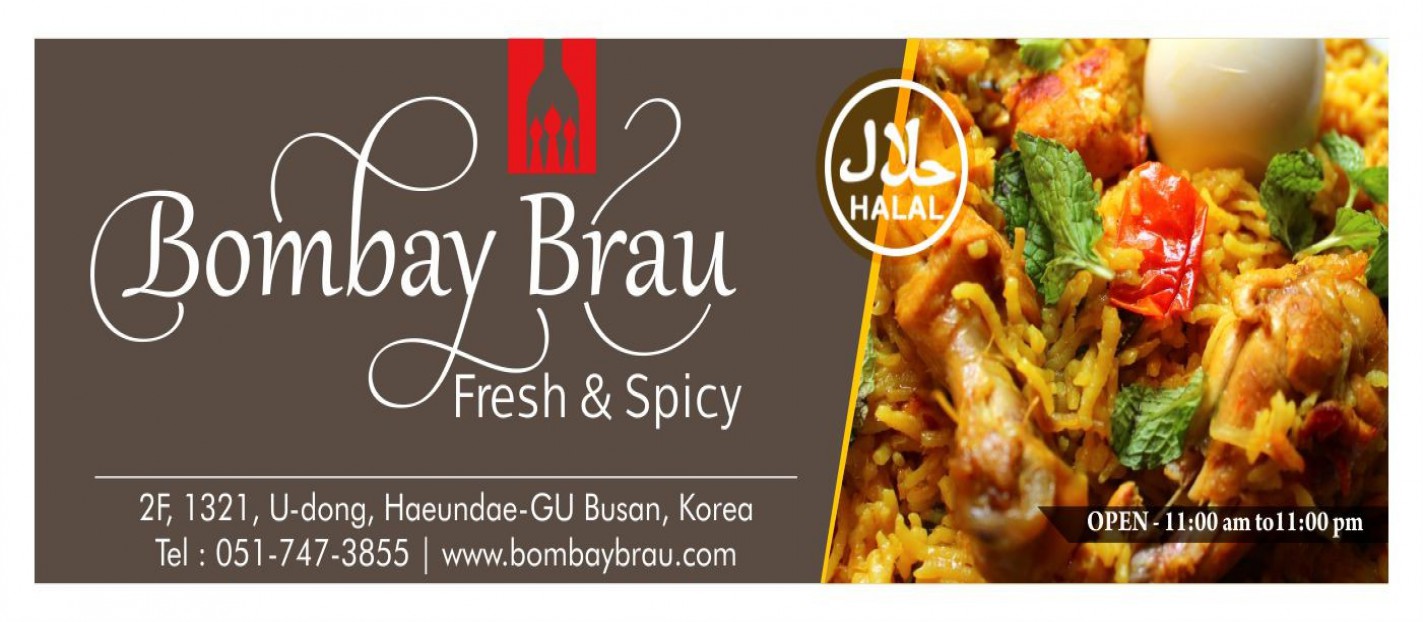 Bombay Brau
Fresh & Spicy
حلال
HALAL
2F, 1321, U-dong, Haeundae-GU Busan, Korea
Tel : 051-747-3855 | www.bombaybrau.com
OPEN - 11:00 am to11:00 pm